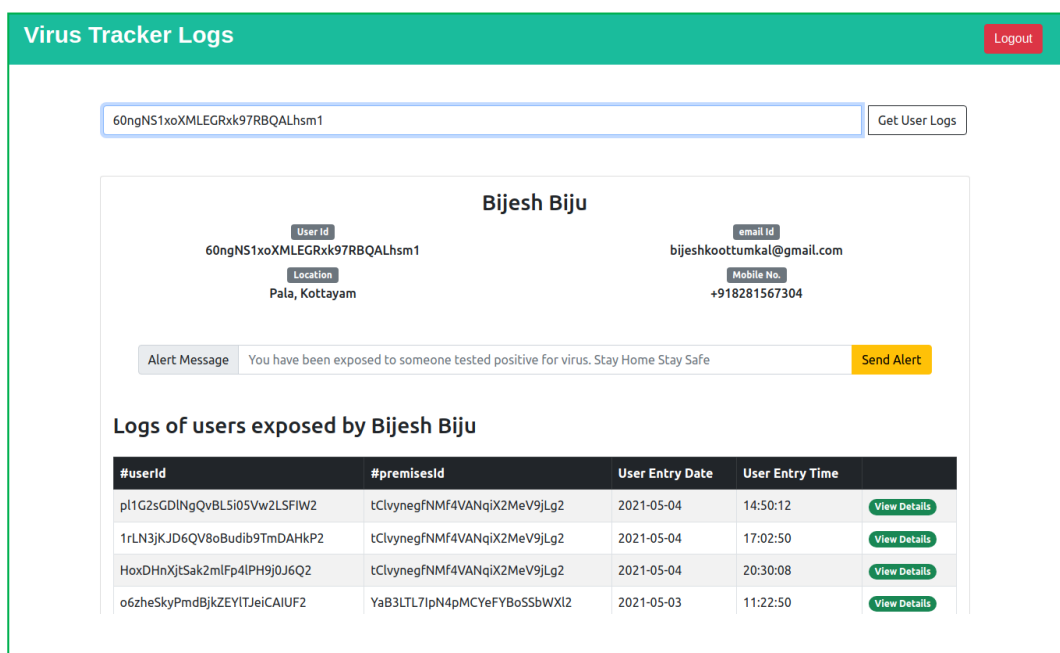 Virus Tracker Logs
Logout
60ngNS1xoXMLEGRxk97RBQALhsm1
Get User Logs
Bijesh Biju
User Id
email Id
60ngNS1xoXMLEGRxk97RBQALhsm1
bijeshkoottumkal@gmail.com
Location
Mobile No.
Pala, Kottayam
+918281567304
Alert Message
You have been exposed to someone tested positive for virus. Stay Home Stay Safe
Send Alert
Logs of users exposed by Bijesh Biju
#userId #premisesId User Entry Date User Entry Time
pl1G2sGDlNgQvBL5i05Vw2LSFIW2 tClvynegfNMf4VANqiX2MeV9jLg2 2021-05-04 14:50:12 View Details
1rLN3jKJD6QV8oBudib9TmDAHkP2 tClvynegfNMf4VANqiX2MeV9jLg2 2021-05-04 17:02:50 View Details
HoxDHnXjtSak2mlFp4lPH9j0J6Q2 tClvynegfNMf4VANqiX2MeV9jLg2 2021-05-04 20:30:08 View Details
o6zheSkyPmdBjkZEYlTJeiCAIUF2 YaB3LTL7IpN4pMCYeFYBoSSbWXl2 2021-05-03 11:22:50 View Details